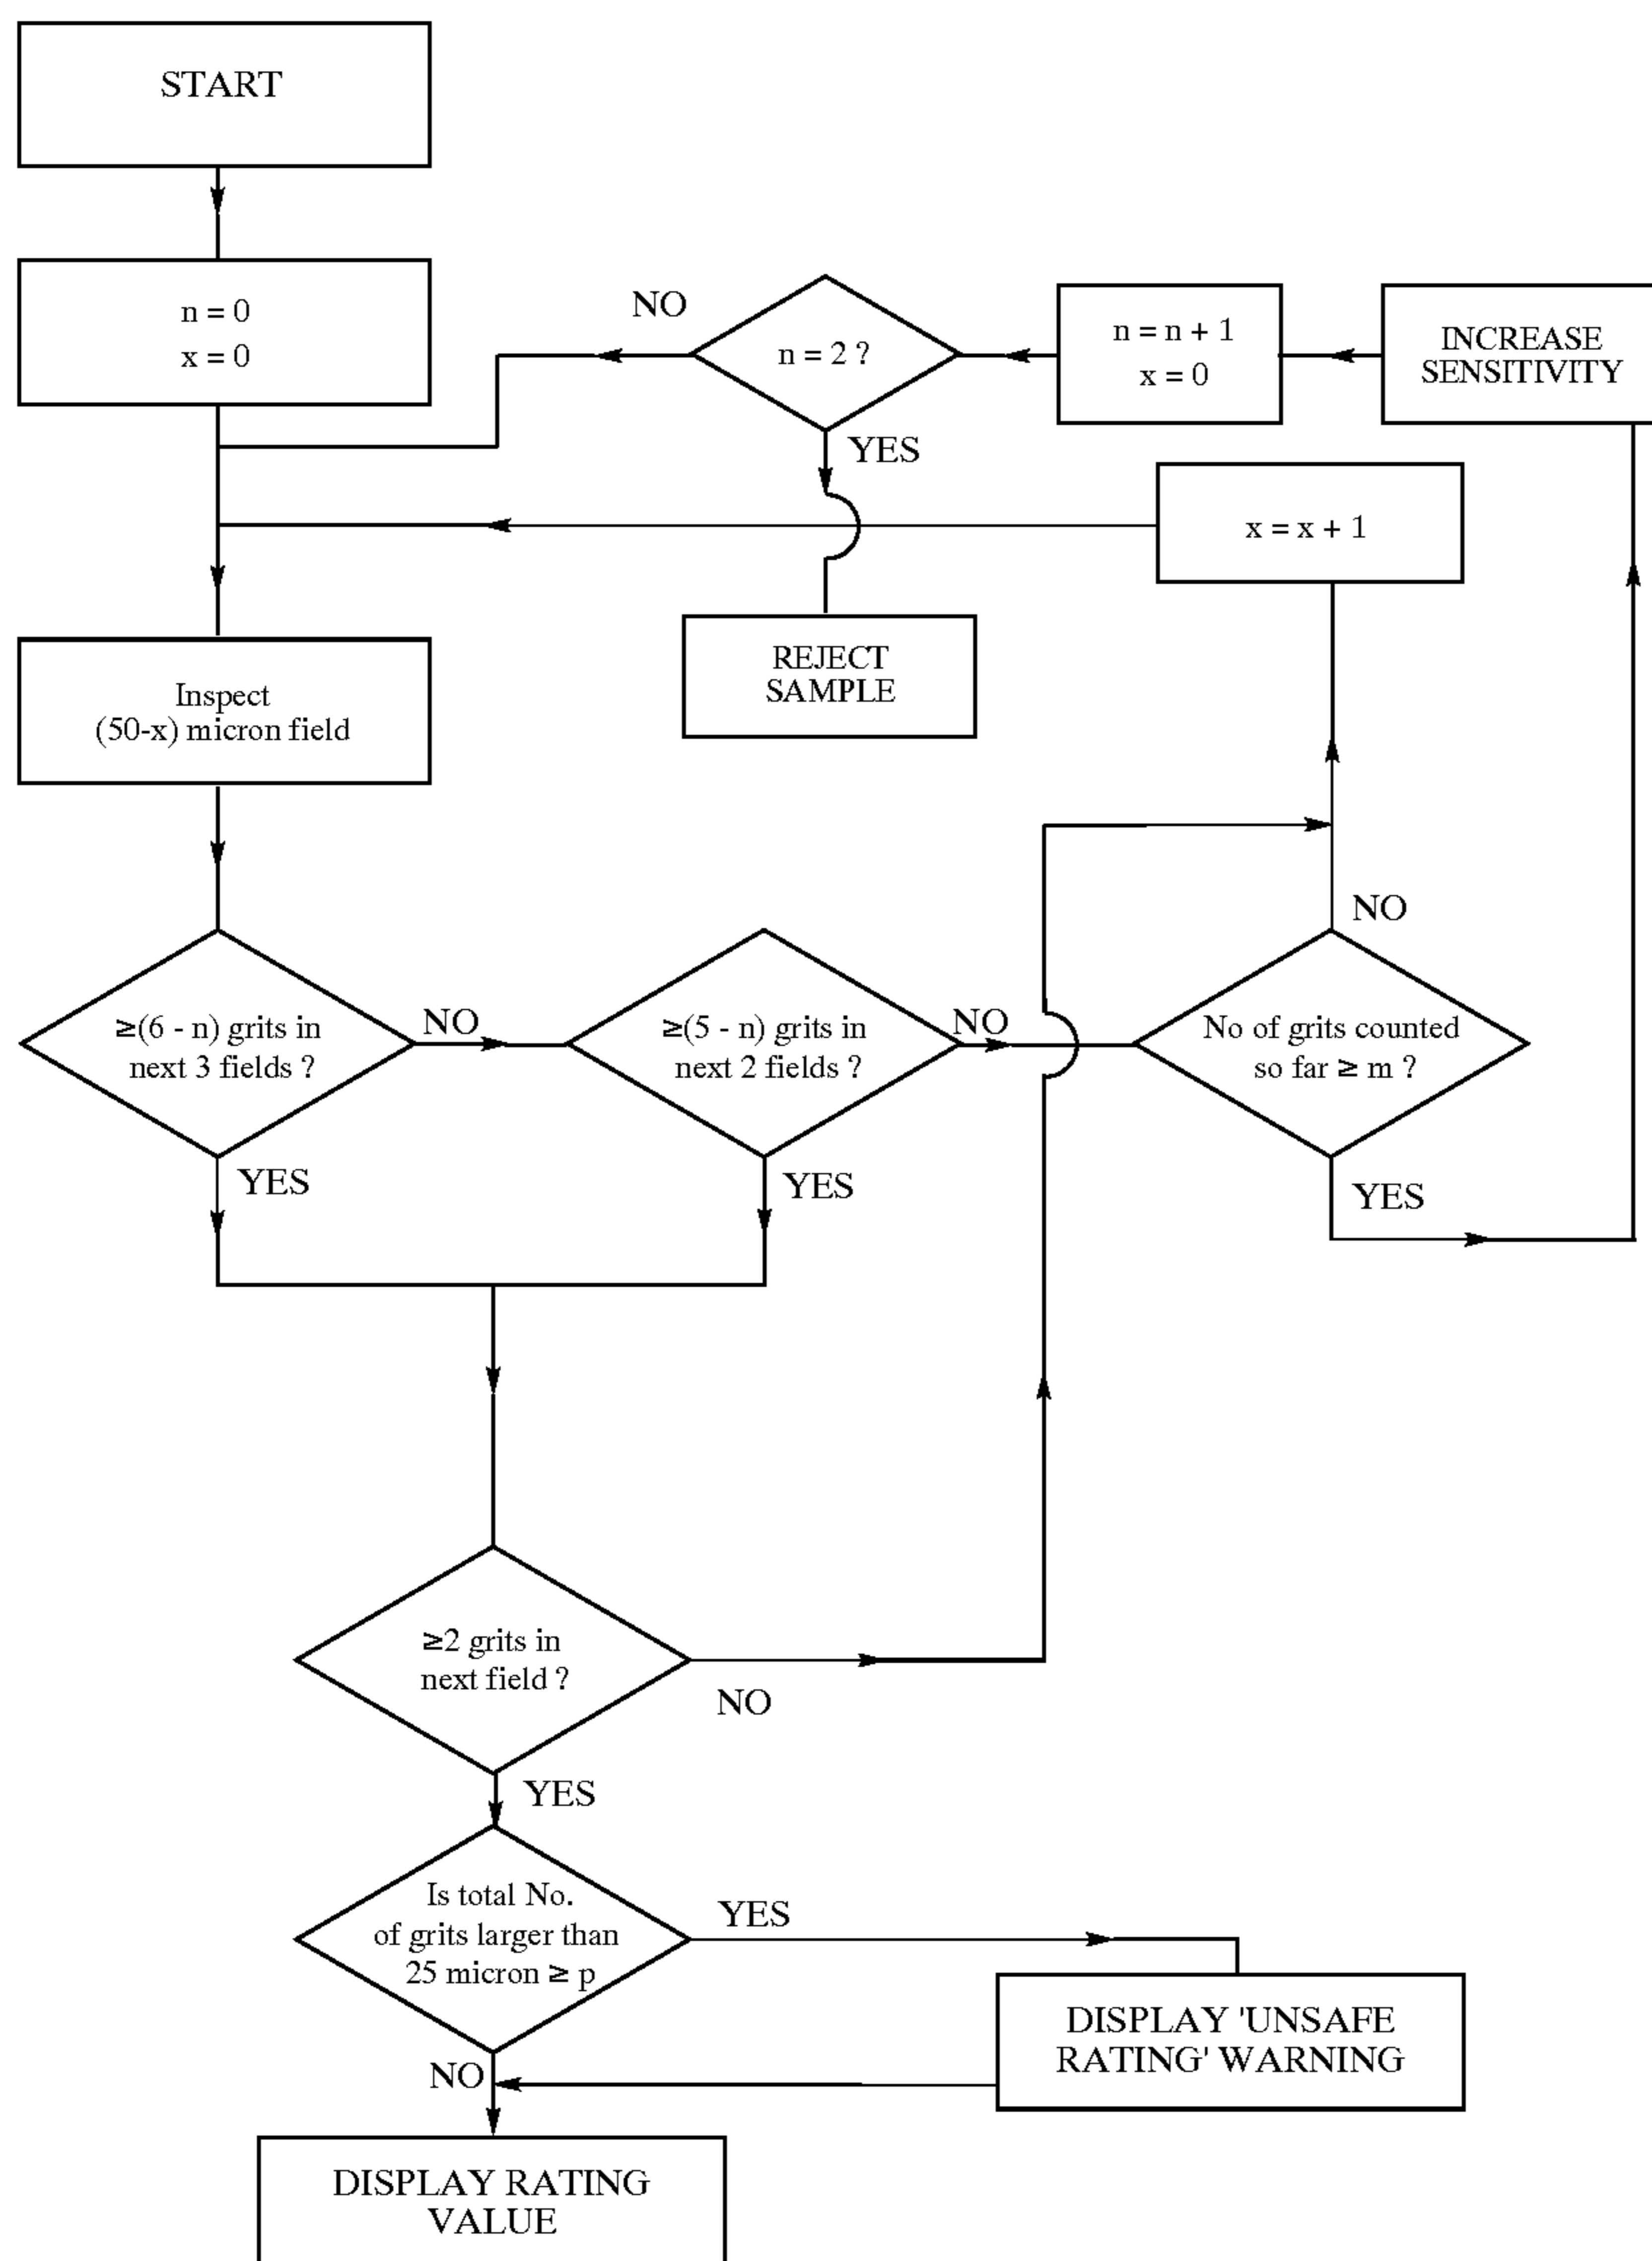 START
n = 0
x = 0
NO
n = 2 ?
n = n + 1
x = 0
INCREASE
SENSITIVITY
YES
x = x + 1
REJECT
SAMPLE
Inspect
(50-x) micron field
≥(6 - n) grits in
next 3 fields ?
NO
YES
≥(5 - n) grits in
next 2 fields ?
NO
YES
No of grits counted
so far ≥ m ?
NO
YES
≥2 grits in
next field ?
NO
YES
Is total No.
of grits larger than
25 micron ≥ p
YES
DISPLAY 'UNSAFE
RATING' WARNING
NO
DISPLAY RATING
VALUE